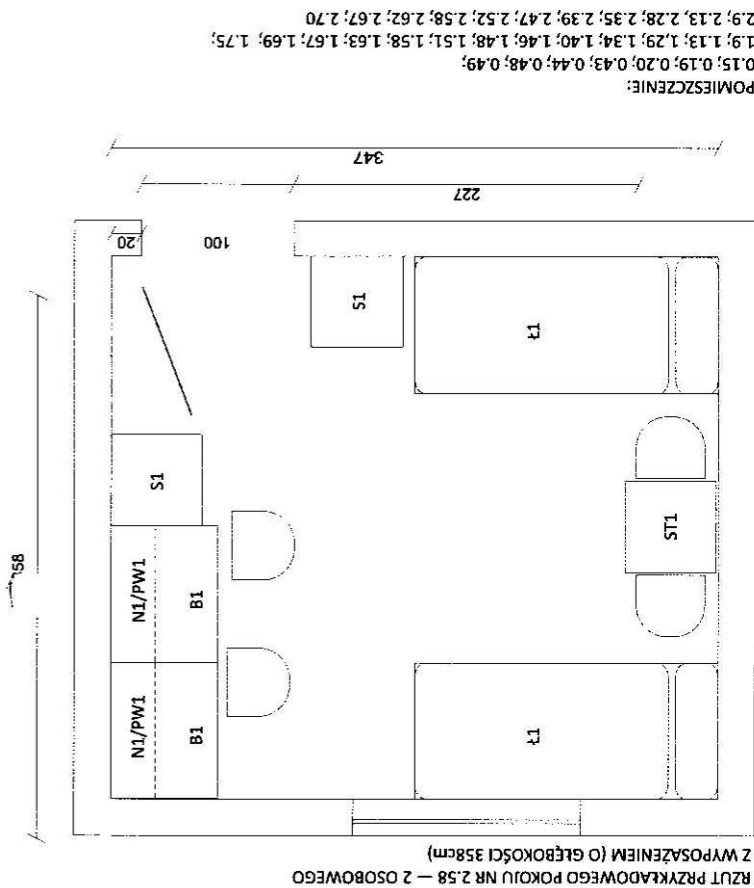 RZUT PRZYKŁADOWEGO POKOJU NR 2.58 — 2 OSOBOWEGO
Z WYPOSAŻENIEM (O GŁĘBOKOŚCI 358cm)
Ł1
B1
N1/PW1
ST1
B1
N1/PW1
S1
Ł1
S1
100
20
227
347
POMIESZCZENIE:
0.15; 0.19; 0.20; 0.43; 0.44; 0.48; 0.49;
1.9; 1.13; 1.29; 1.34; 1.40; 1.46; 1.48; 1.51; 1.58; 1.63; 1.67; 1.69; 1.75;
2.9; 2.13; 2.28; 2.35; 2.39; 2.47; 2.52; 2.58; 2.62; 2.67; 2.70